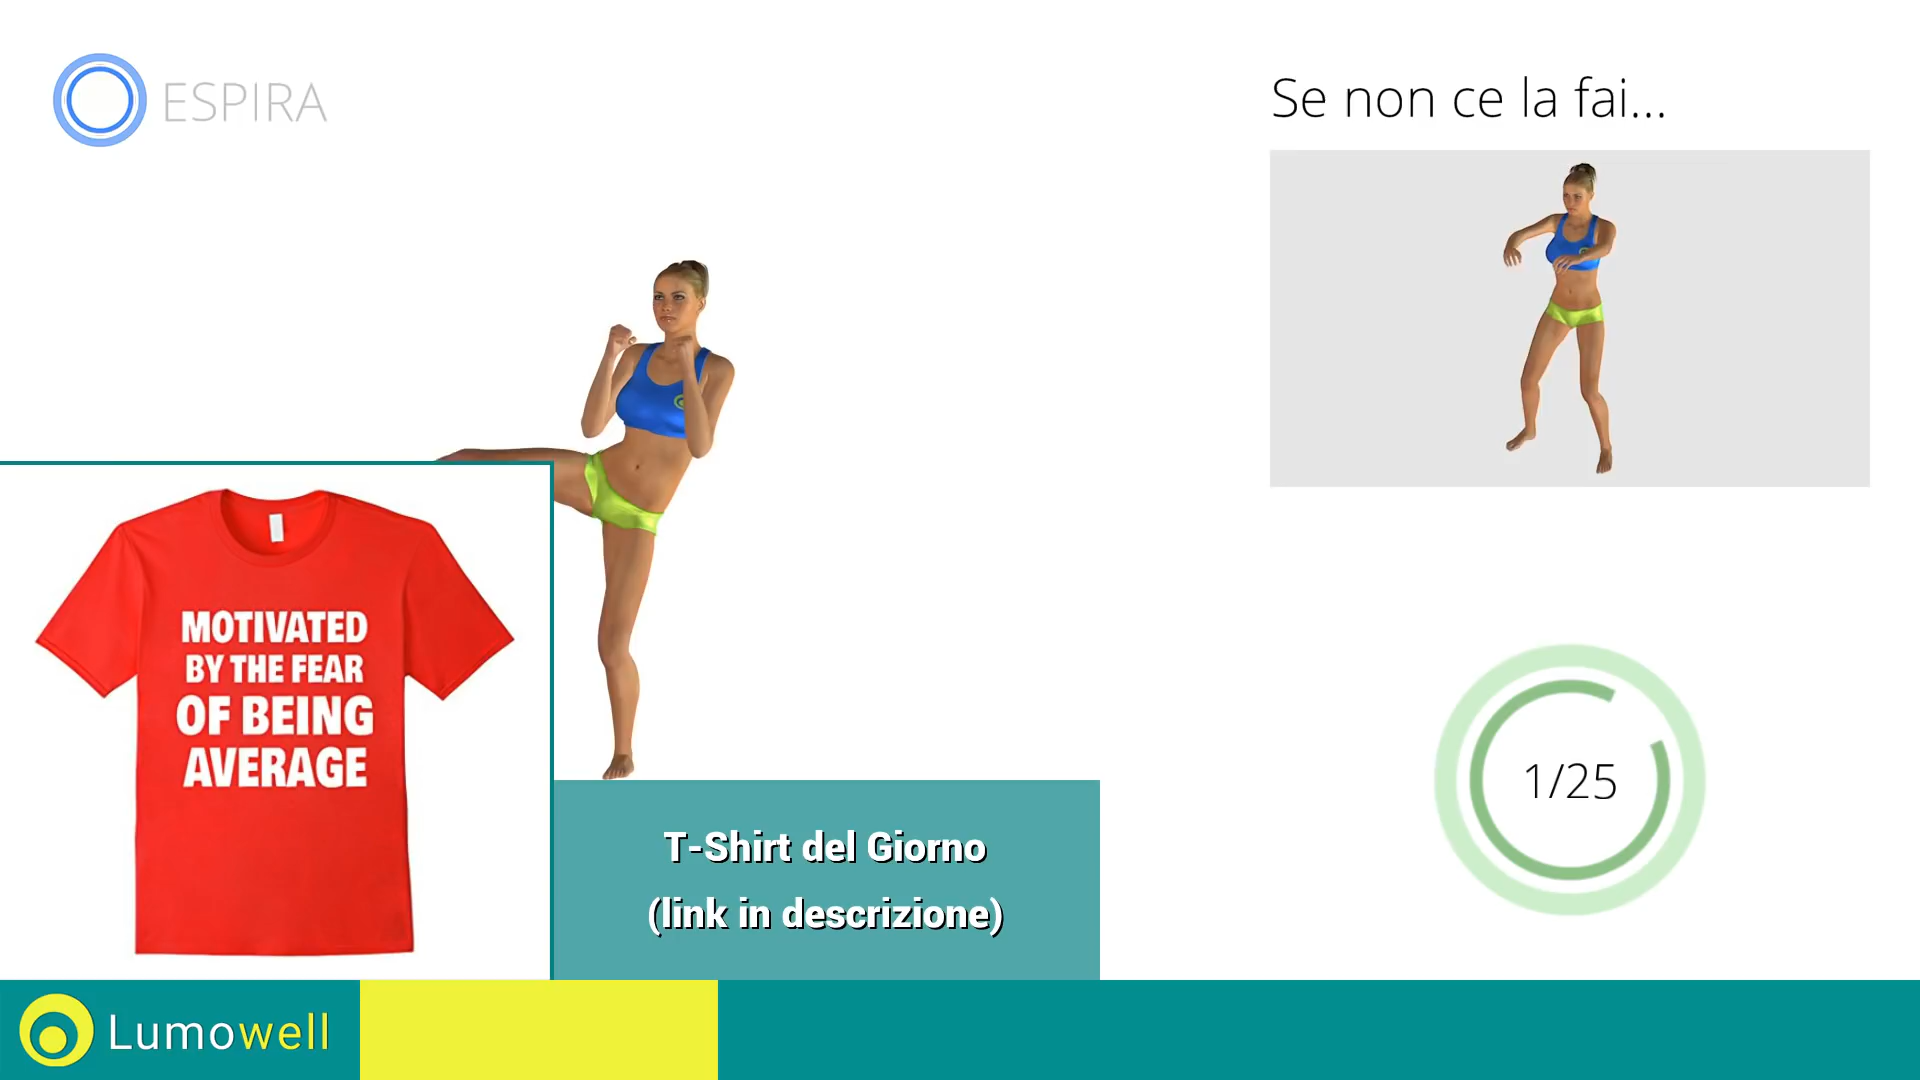 ESPIRA
Se non ce la fai...
MOTIVATED
BY THE FEAR
OF BEING
AVERAGE
1/25
T-Shirt del Giorno
(link in descrizione)
Lumowell